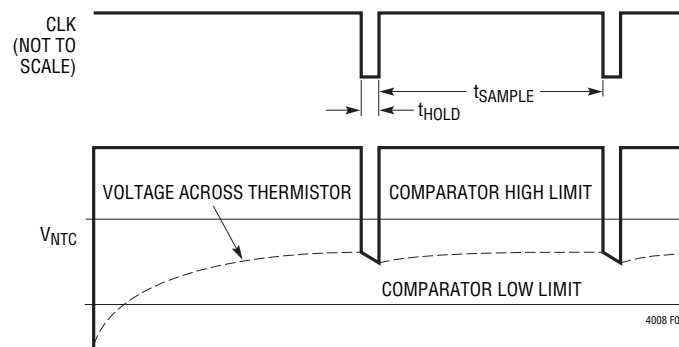 CLK
(NOT TO
SCALE)
tSAMPLE
tHOLD
VOLTAGE ACROSS THERMISTOR
COMPARATOR HIGH LIMIT
VNTC
COMPARATOR LOW LIMIT
4008 F0